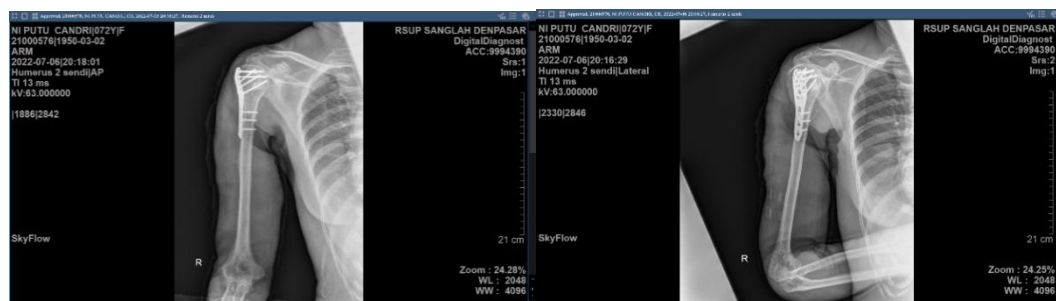 NI PUTU CANDRI|072Y|F
21000576|1950-03-02
ARM
2022-07-06|20:18:01
Humerus 2 sendi|AP
TI 13 ms
kV:63.000000
|1886|2842
SkyFlow
RSUP SANGLAH DENPASAR
DigitalDiagnost
ACC:9994390
Srs:1
Img:1
R
21 cm
Zoom : 24.28%
WL : 2048
WW : 4096
NI PUTU CANDRI|072Y|F
21000576|1950-03-02
ARM
2022-07-06|20:16:29
Humerus 2 sendi|Lateral
TI 13 ms
kV:63.000000
|2330|2846
SkyFlow
RSUP SANGLAH DENPASAR
DigitalDiagnost
ACC:9994390
Srs:2
Img:1
R
21 cm
Zoom : 24.25%
WL : 2048
WW : 4096